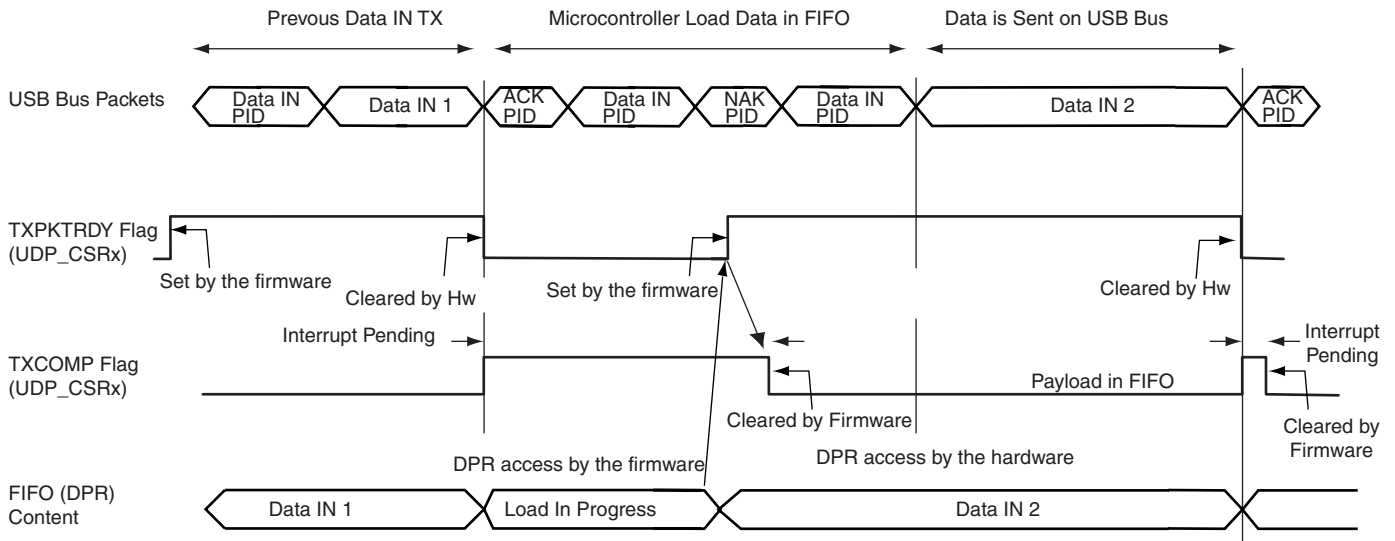 Prevous Data IN TX
Microcontroller Load Data in FIFO
Data is Sent on USB Bus
USB Bus Packets
Data IN
PID
Data IN 1
ACK
PID
Data IN
PID
NAK
PID
Data IN
PID
Data IN 2
ACK
PID
TXPKTRDY Flag
(UDP_CSRx)
Set by the firmware
Cleared by Hw
Set by the firmware
Cleared by Hw
Interrupt Pending
Interrupt
Pending
TXCOMP Flag
(UDP_CSRx)
Payload in FIFO
Cleared by Firmware
Cleared by
Firmware
DPR access by the firmware
DPR access by the hardware
FIFO (DPR)
Content
Data IN 1
Load In Progress
Data IN 2